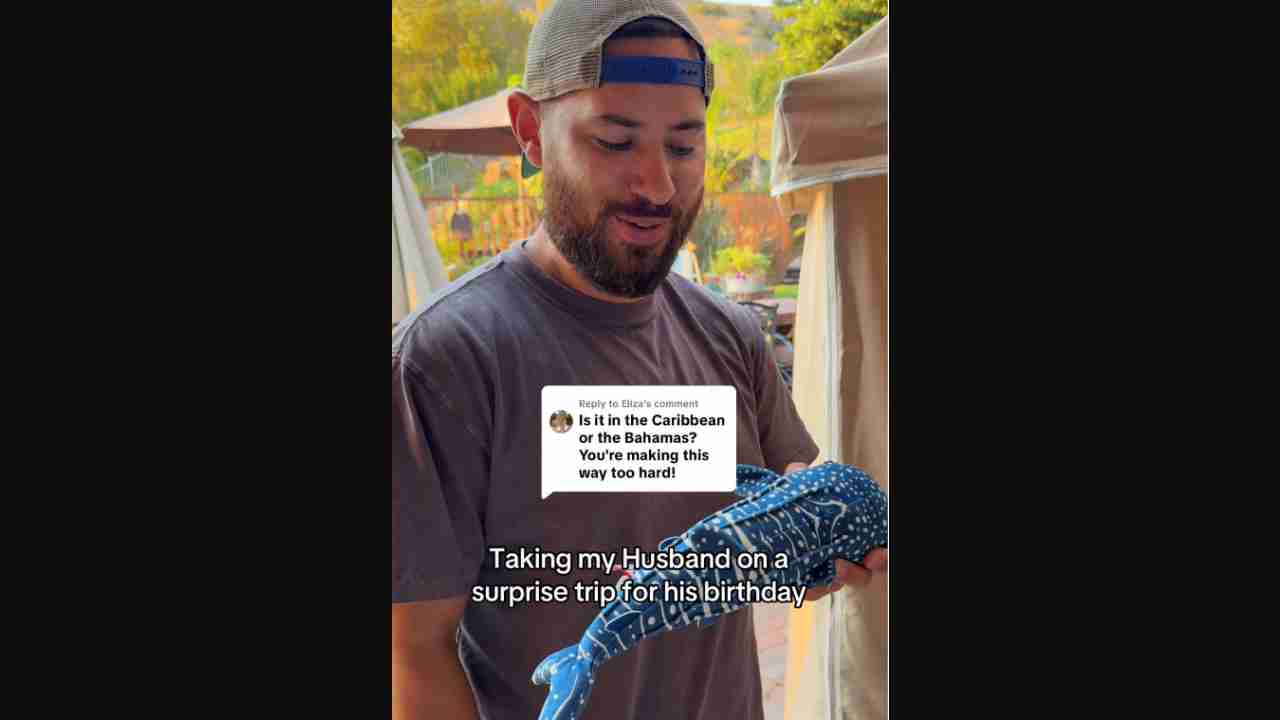 Reply to Eliza's comment
Is it in the Caribbean
or the Bahamas?
You're making this
way too hard!
Taking my Husband on a
surprise trip for his birthday